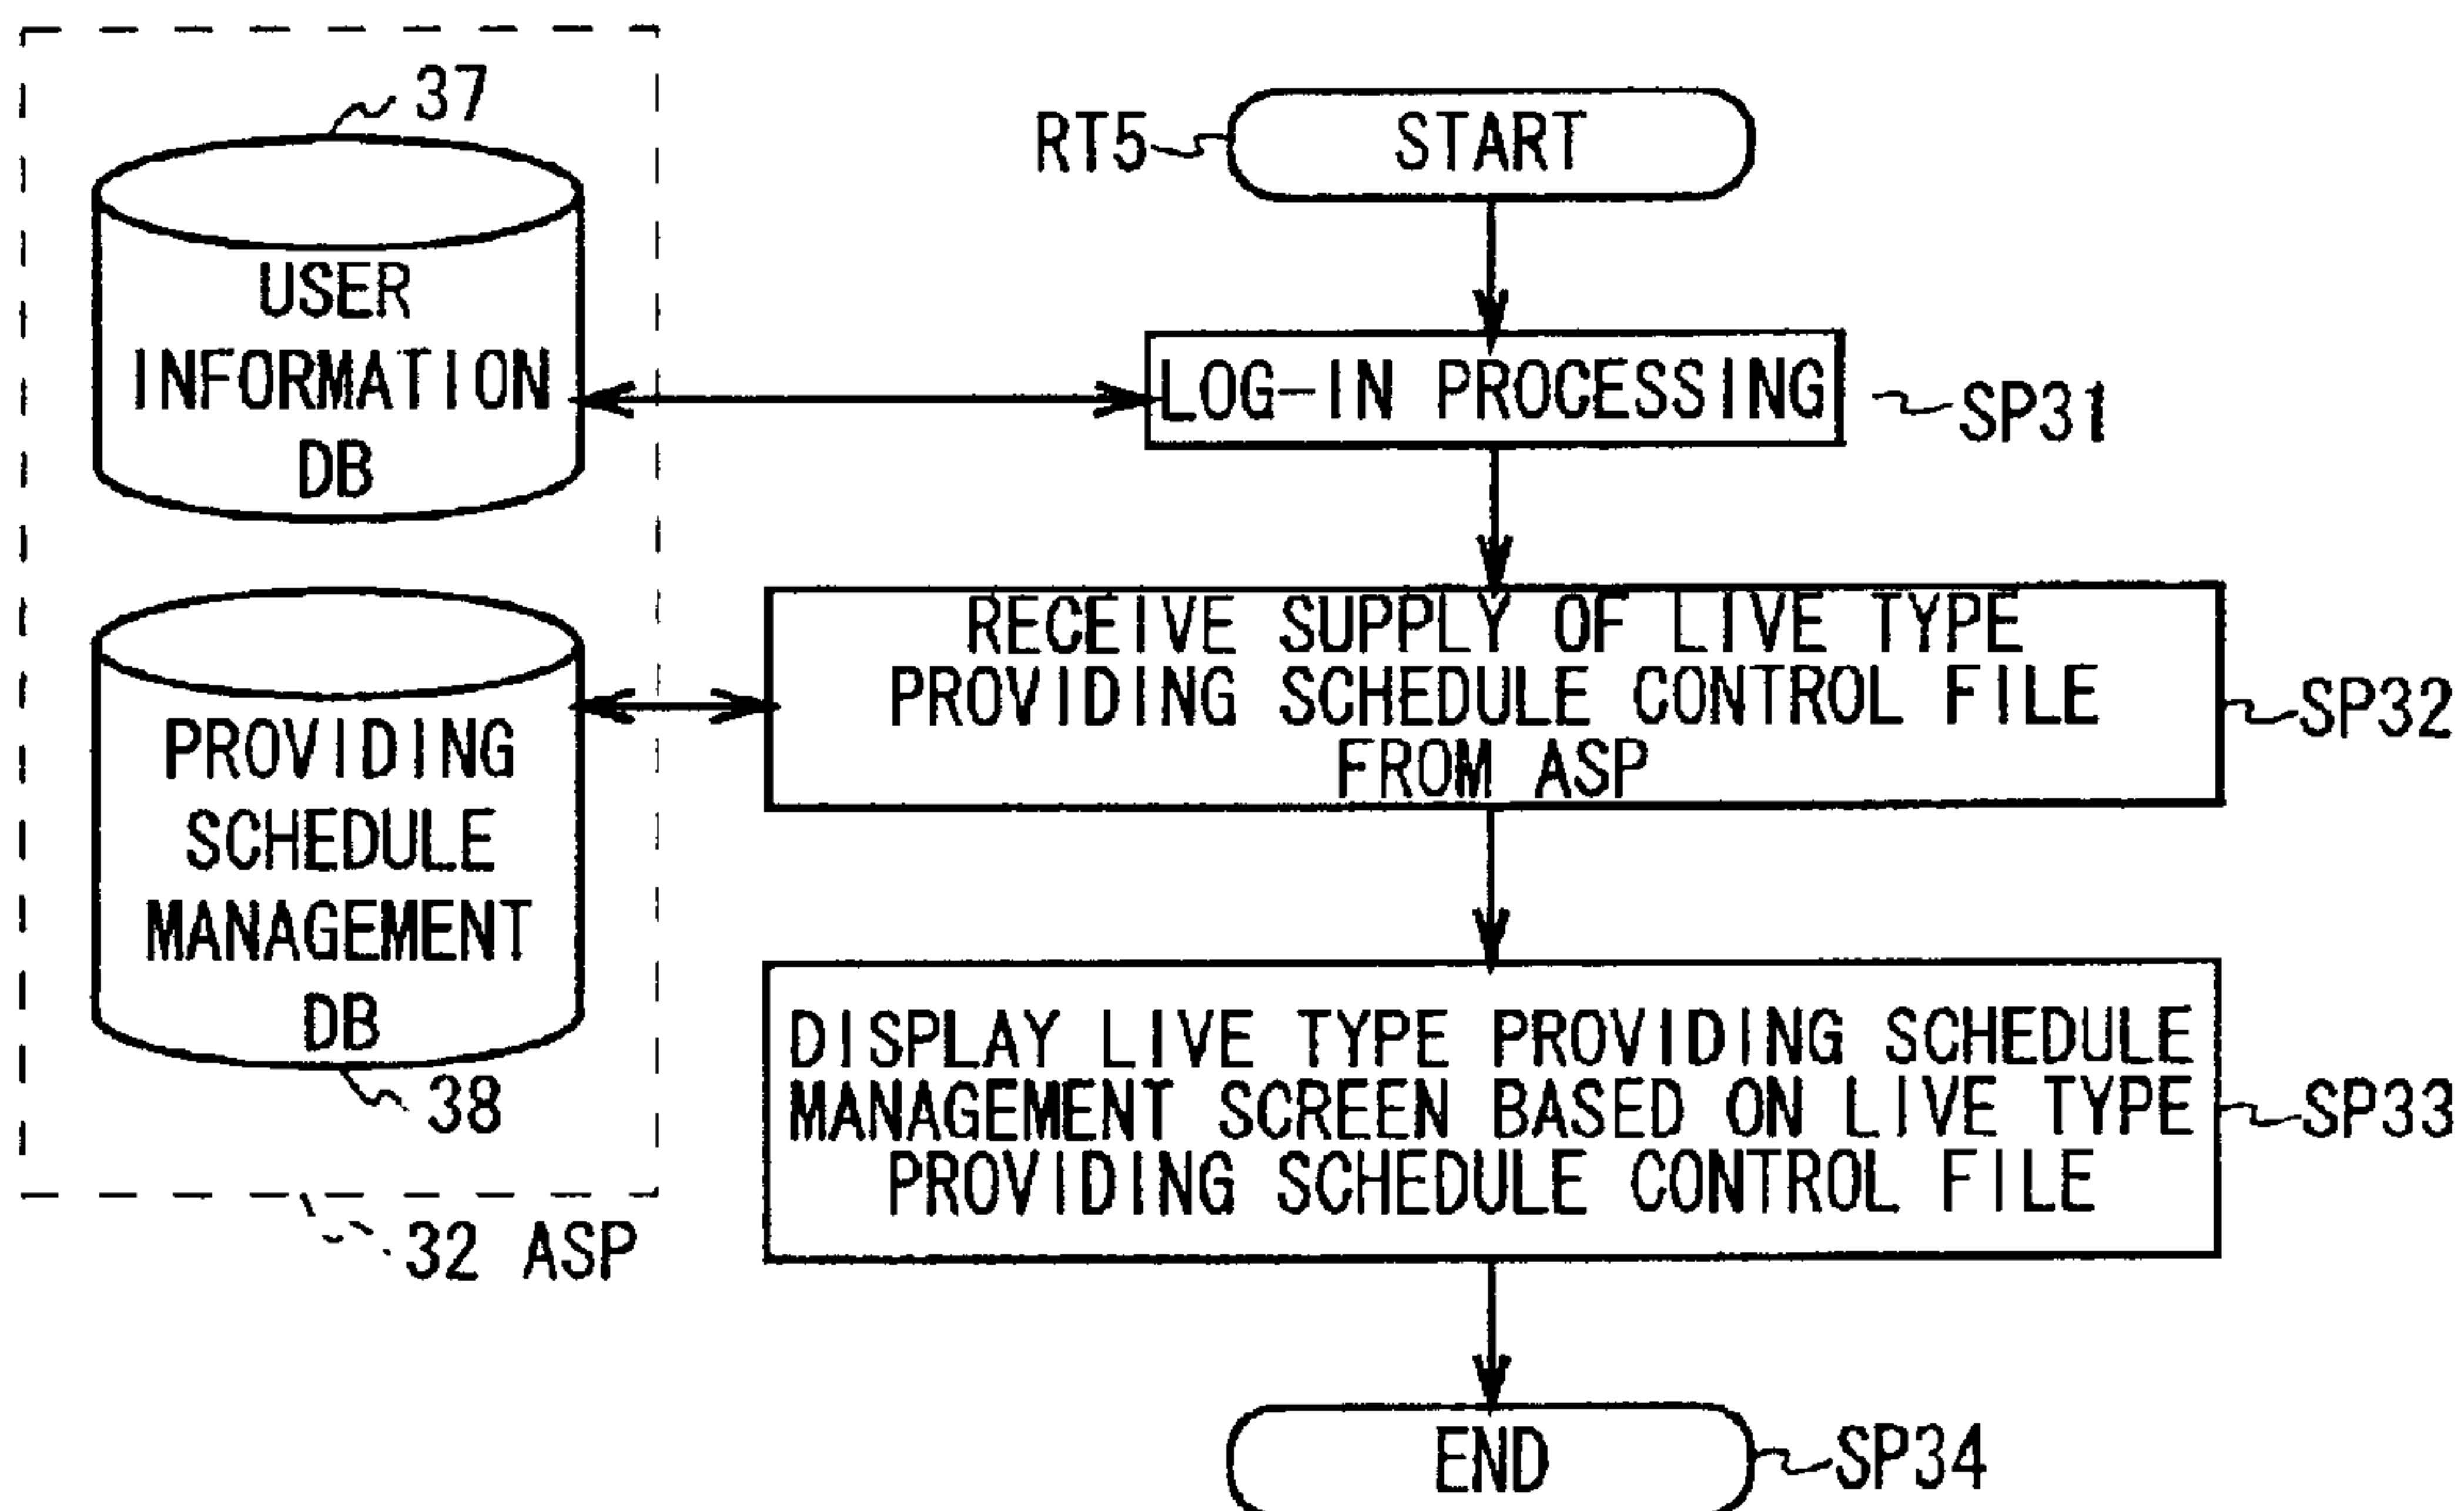 37
USER
INFORMATION
DB
PROVIDING
SCHEDULE
MANAGEMENT
DB
38
32 ASP
RT5
START
LOG-IN PROCESSING
SP31
RECEIVE SUPPLY OF LIVE TYPE
PROVIDING SCHEDULE CONTROL FILE
FROM ASP
SP32
DISPLAY LIVE TYPE PROVIDING SCHEDULE
MANAGEMENT SCREEN BASED ON LIVE TYPE
PROVIDING SCHEDULE CONTROL FILE
SP33
END
SP34